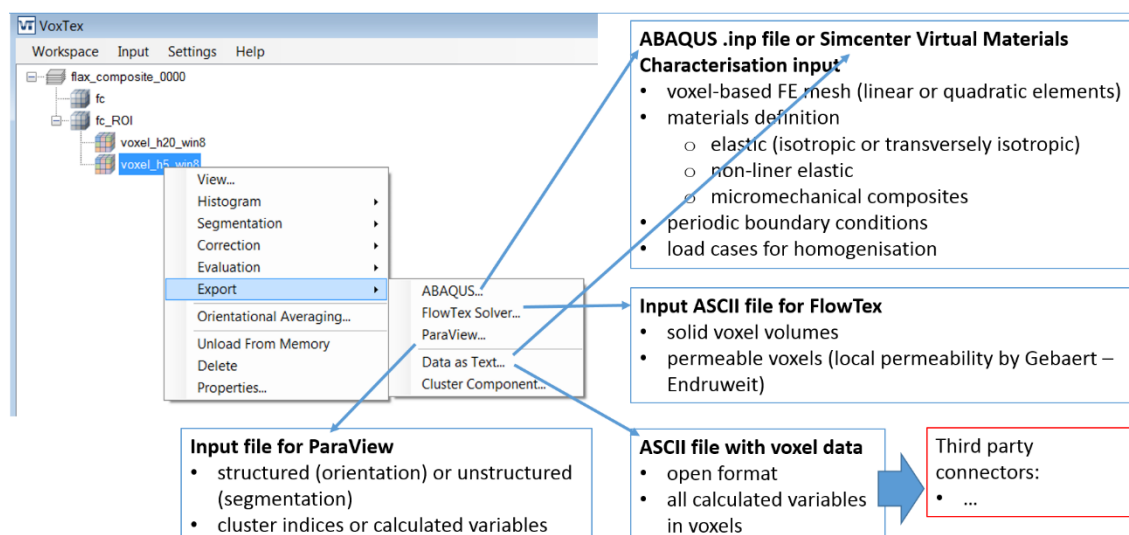 VT VoxTex
Workspace Input Settings Help
flax_composite_0000
fc
fc_ROI
voxel_h20_win8
voxel_h5_win8
View...
Histogram
Segmentation
Correction
Evaluation
Export
Orientational Averaging...
Unload From Memory
Delete
Properties...
ABAQUS...
FlowTex Solver...
ParaView...
Data as Text...
Cluster Component...
ABAQUS .inp file or Simcenter Virtual Materials
Characterisation input
• voxel-based FE mesh (linear or quadratic elements)
• materials definition
o elastic (isotropic or transversely isotropic)
o non-liner elastic
o micromechanical composites
• periodic boundary conditions
• load cases for homogenisation
Input ASCII file for FlowTex
• solid voxel volumes
• permeable voxels (local permeability by Gebaert –
Endruweit)
Input file for ParaView
• structured (orientation) or unstructured
(segmentation)
• cluster indices or calculated variables
ASCII file with voxel data
• open format
• all calculated variables
in voxels
Third party
connectors:
• ...